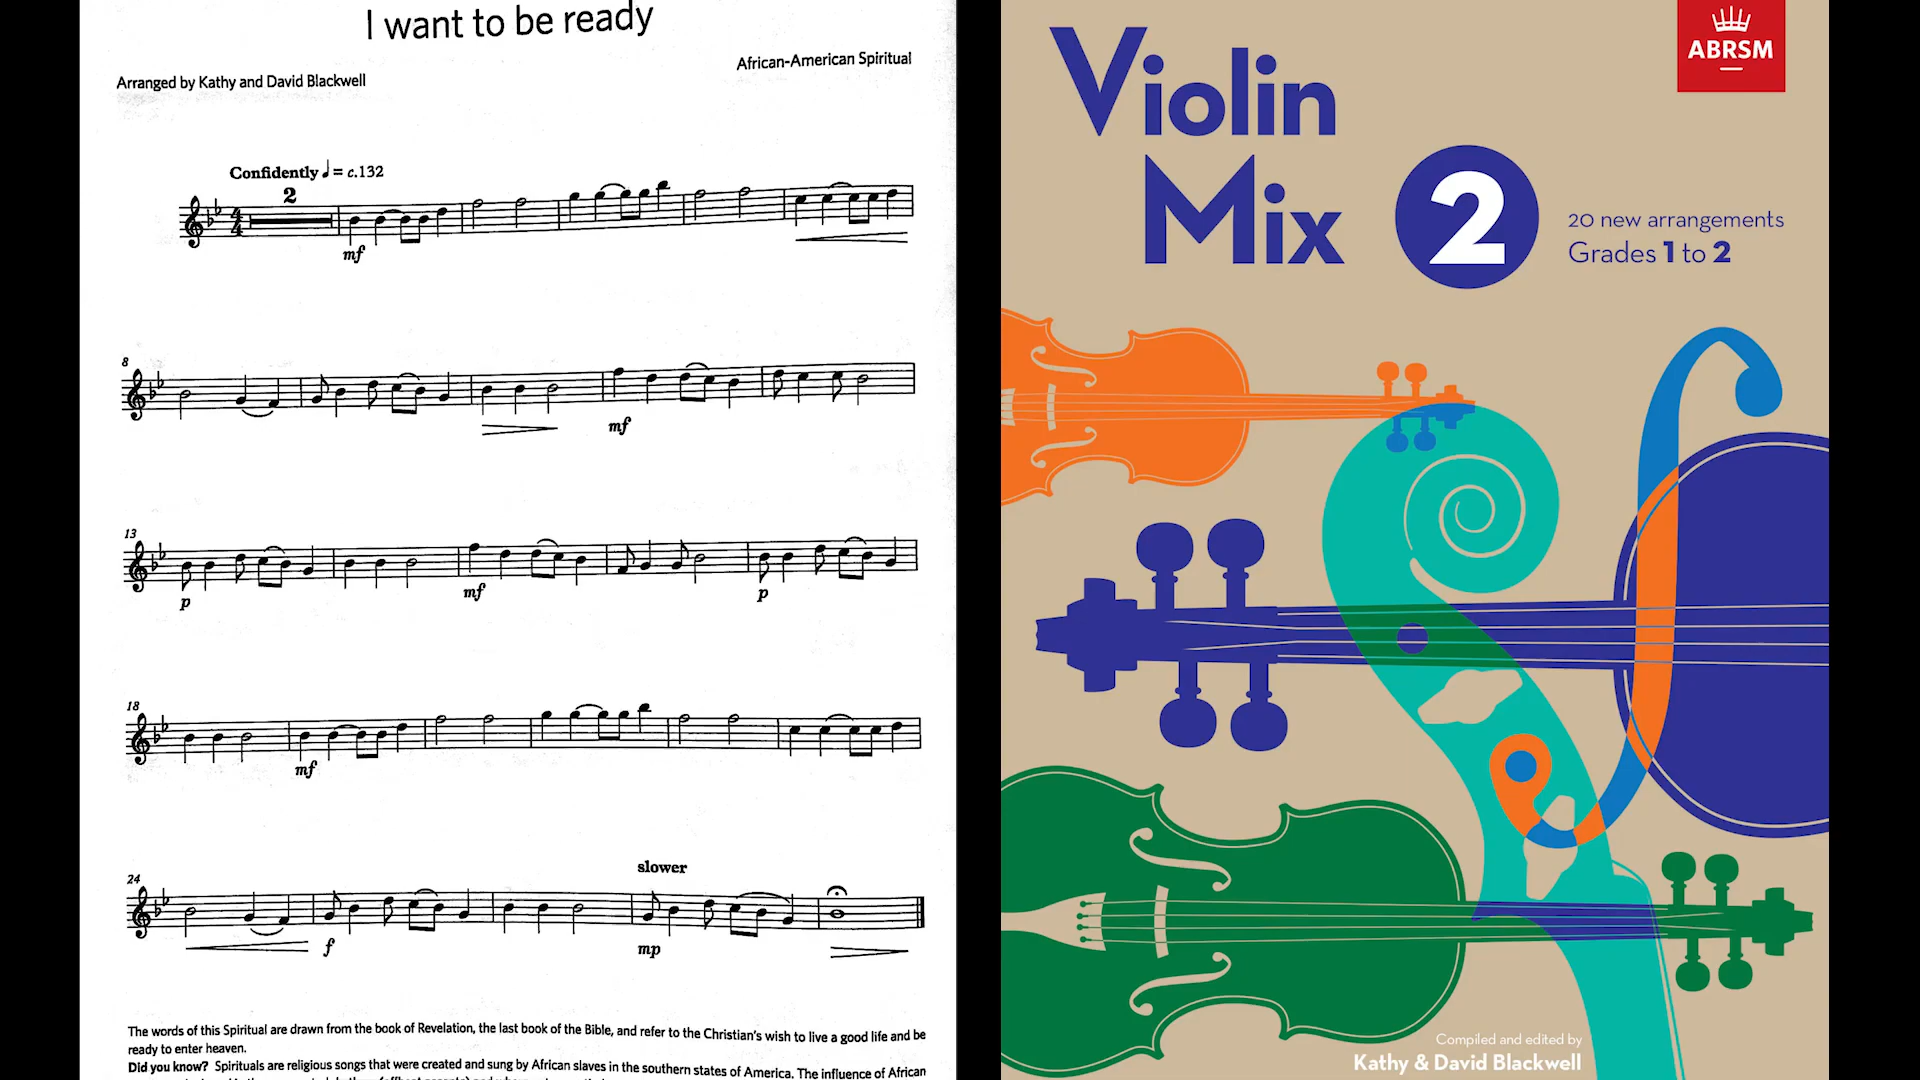 I want to be ready
African-American Spiritual
Arranged by Kathy and David Blackwell
Confidently ♩= c.132
2
4
4
mf
8
mf
13
p
mf
p
18
mf
slower
24
f
mp
The words of this Spiritual are drawn from the book of Revelation, the last book of the Bible, and refer to the Christian's wish to live a good life and be
ready to enter heaven.
Did you know? Spirituals are religious songs that were created and sung by African slaves in the southern states of America. The influence of African
ABRSM
Violin
Mix 2
20 new arrangements
Grades 1 to 2
Compiled and edited by
Kathy & David Blackwell